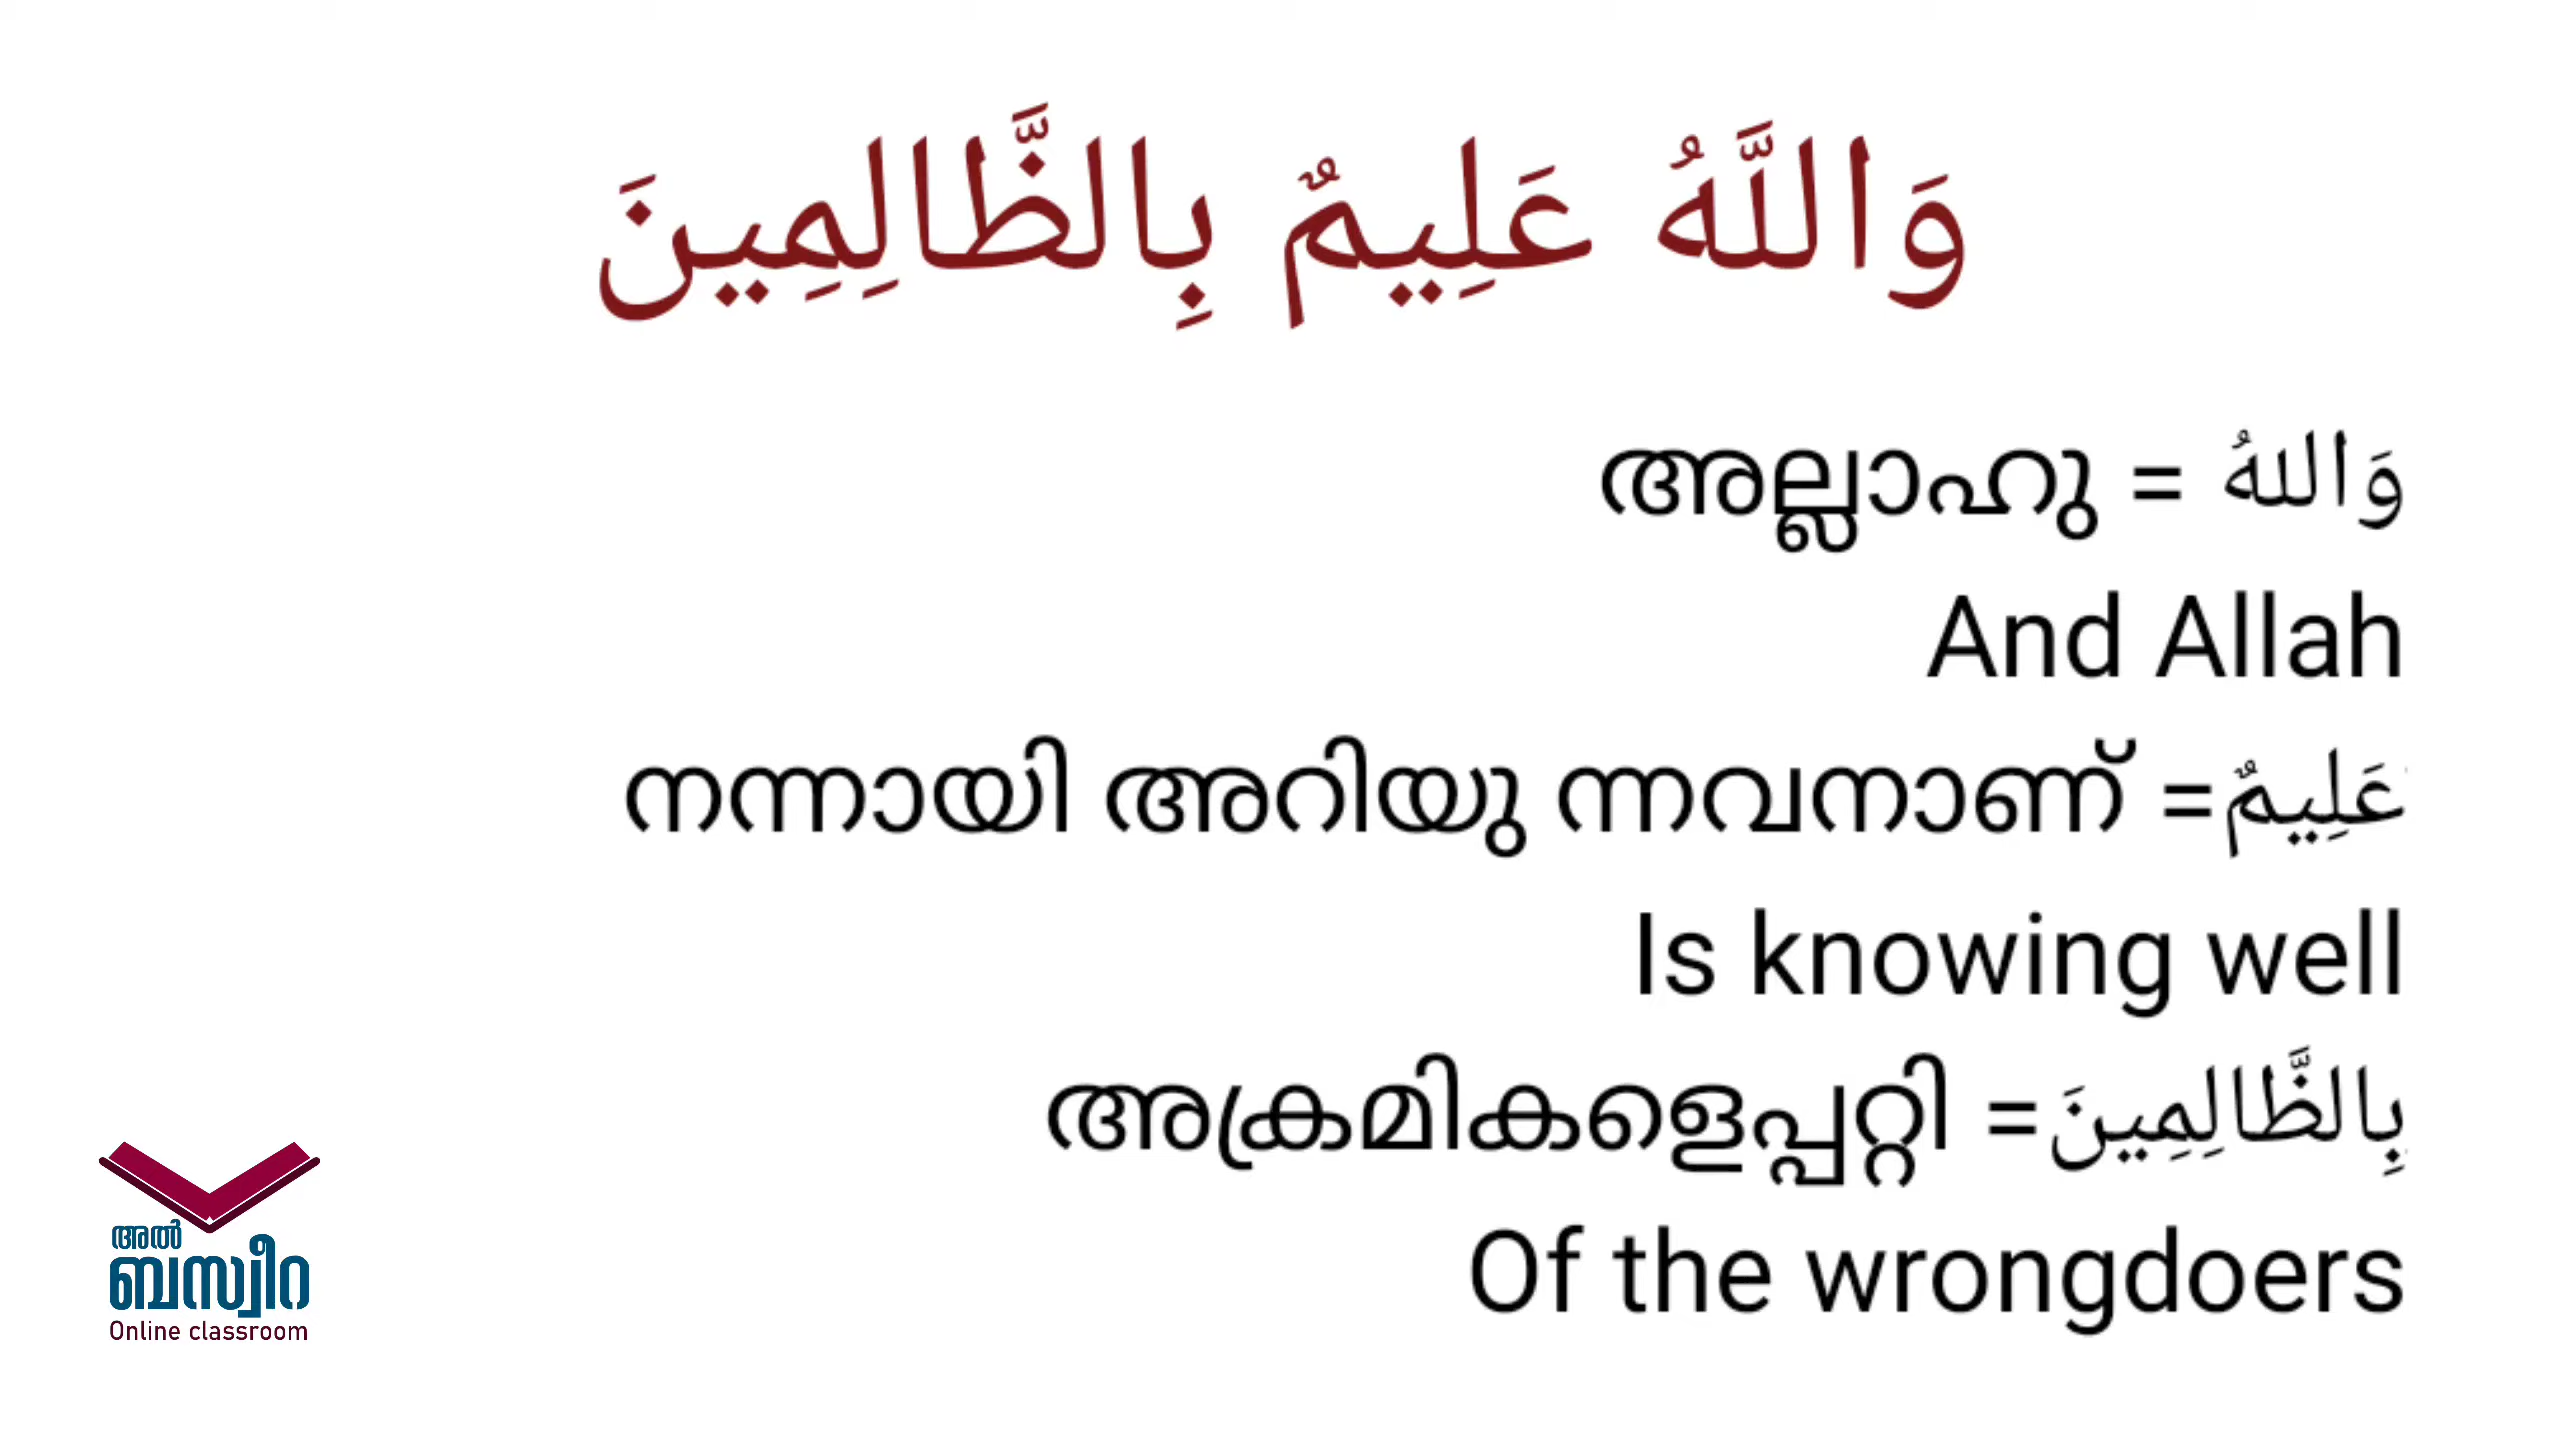 وَاللَّهُ عَلِيمٌ بِالظَّالِمِينَ
അല്ലാഹു = وَاللهُ
And Allah
നന്നായി അറിയു ന്നവനാണ് =عَلِيمٌ
Is knowing well
അക്രമികളെപ്പറ്റി =بِالظَّالِمِينَ
Of the wrongdoers
അൽ
ബസ്വീറ
Online classroom